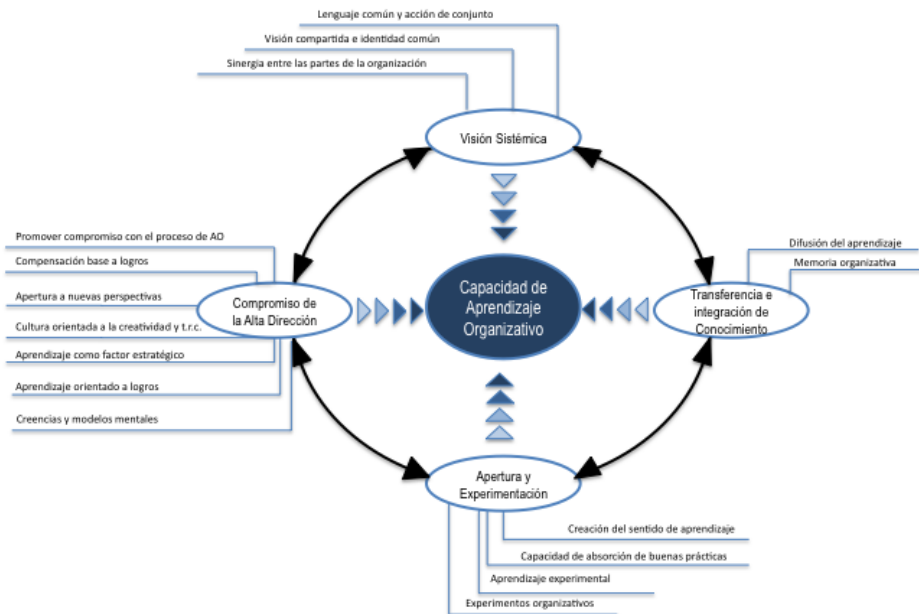 Lenguaje común y acción de conjunto
Visión compartida e identidad común
Sinergia entre las partes de la organización
Visión Sistémica
Promover compromiso con el proceso de AO
Compensación base a logros
Apertura a nuevas perspectivas
Cultura orientada a la creatividad y t.r.c.
Aprendizaje como factor estratégico
Aprendizaje orientado a logros
Creencias y modelos mentales
Compromiso de
la Alta Dirección
Capacidad de
Aprendizaje
Organizativo
Difusión del aprendizaje
Memoria organizativa
Transferencia e
integración de
Conocimiento
Apertura y
Experimentación
Creación del sentido de aprendizaje
Capacidad de absorción de buenas prácticas
Aprendizaje experimental
Experimentos organizativos